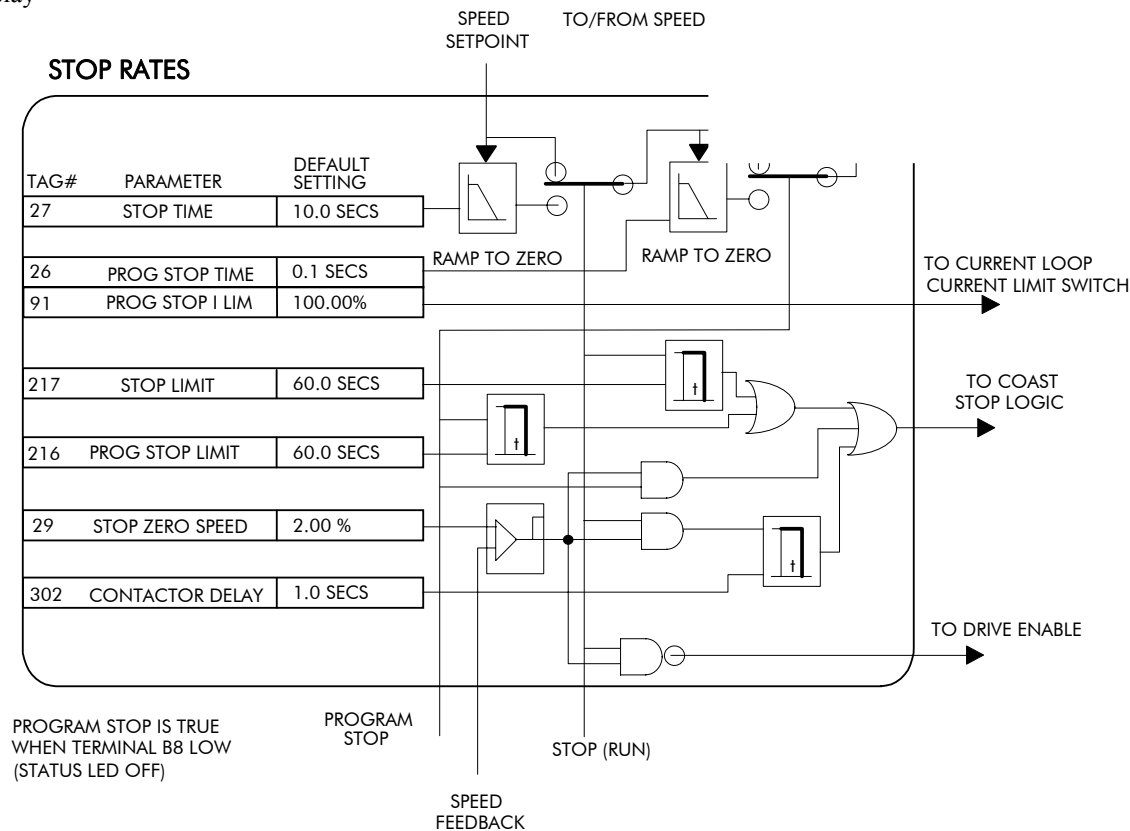 SPEED
SETPOINT
TO/FROM SPEED
STOP RATES
TAG# PARAMETER DEFAULT
SETTING
27 STOP TIME 10.0 SECS
26 PROG STOP TIME 0.1 SECS
91 PROG STOP I LIM 100.00%
217 STOP LIMIT 60.0 SECS
216 PROG STOP LIMIT 60.0 SECS
29 STOP ZERO SPEED 2.00 %
302 CONTACTOR DELAY 1.0 SECS
RAMP TO ZERO
RAMP TO ZERO
t
t
t
TO CURRENT LOOP
CURRENT LIMIT SWITCH
TO COAST
STOP LOGIC
TO DRIVE ENABLE
PROGRAM STOP IS TRUE
WHEN TERMINAL B8 LOW
(STATUS LED OFF)
PROGRAM
STOP
STOP (RUN)
SPEED
FEEDBACK